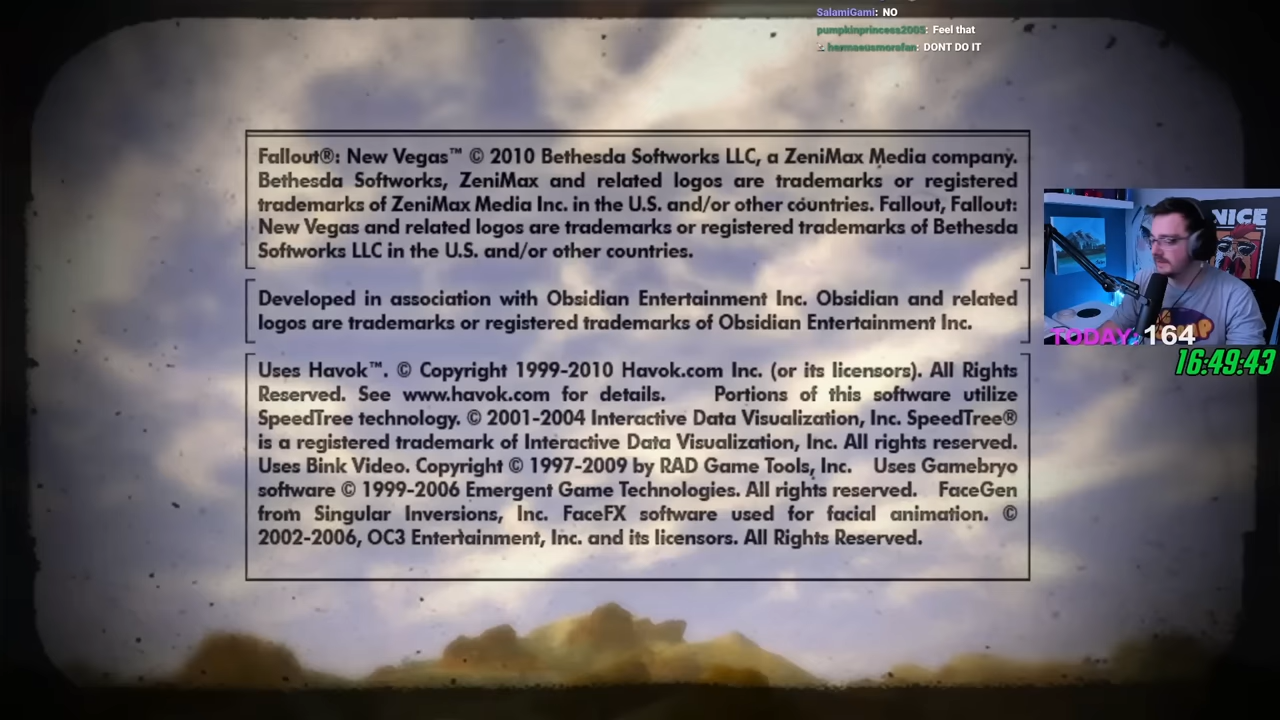 SalamiGami: NO
pumpkinprincess2005: Feel that
hermaeusmorafan: DONT DO IT
Fallout®: New Vegas™ © 2010 Bethesda Softworks LLC, a ZeniMax Media company.
Bethesda Softworks, ZeniMax and related logos are trademarks or registered
trademarks of ZeniMax Media Inc. in the U.S. and/or other countries. Fallout, Fallout:
New Vegas and related logos are trademarks or registered trademarks of Bethesda
Softworks LLC in the U.S. and/or other countries.
Developed in association with Obsidian Entertainment Inc. Obsidian and related
logos are trademarks or registered trademarks of Obsidian Entertainment Inc.
Uses Havok™. © Copyright 1999-2010 Havok.com Inc. (or its licensors). All Rights
Reserved. See www.havok.com for details. Portions of this software utilize
SpeedTree technology. © 2001-2004 Interactive Data Visualization, Inc. SpeedTree®
is a registered trademark of Interactive Data Visualization, Inc. All rights reserved.
Uses Bink Video. Copyright © 1997-2009 by RAD Game Tools, Inc. Uses Gamebryo
software © 1999-2006 Emergent Game Technologies. All rights reserved. FaceGen
from Singular Inversions, Inc. FaceFX software used for facial animation. ©
2002-2006, OC3 Entertainment, Inc. and its licensors. All Rights Reserved.
NICE
TODAY: 164
16:49:43